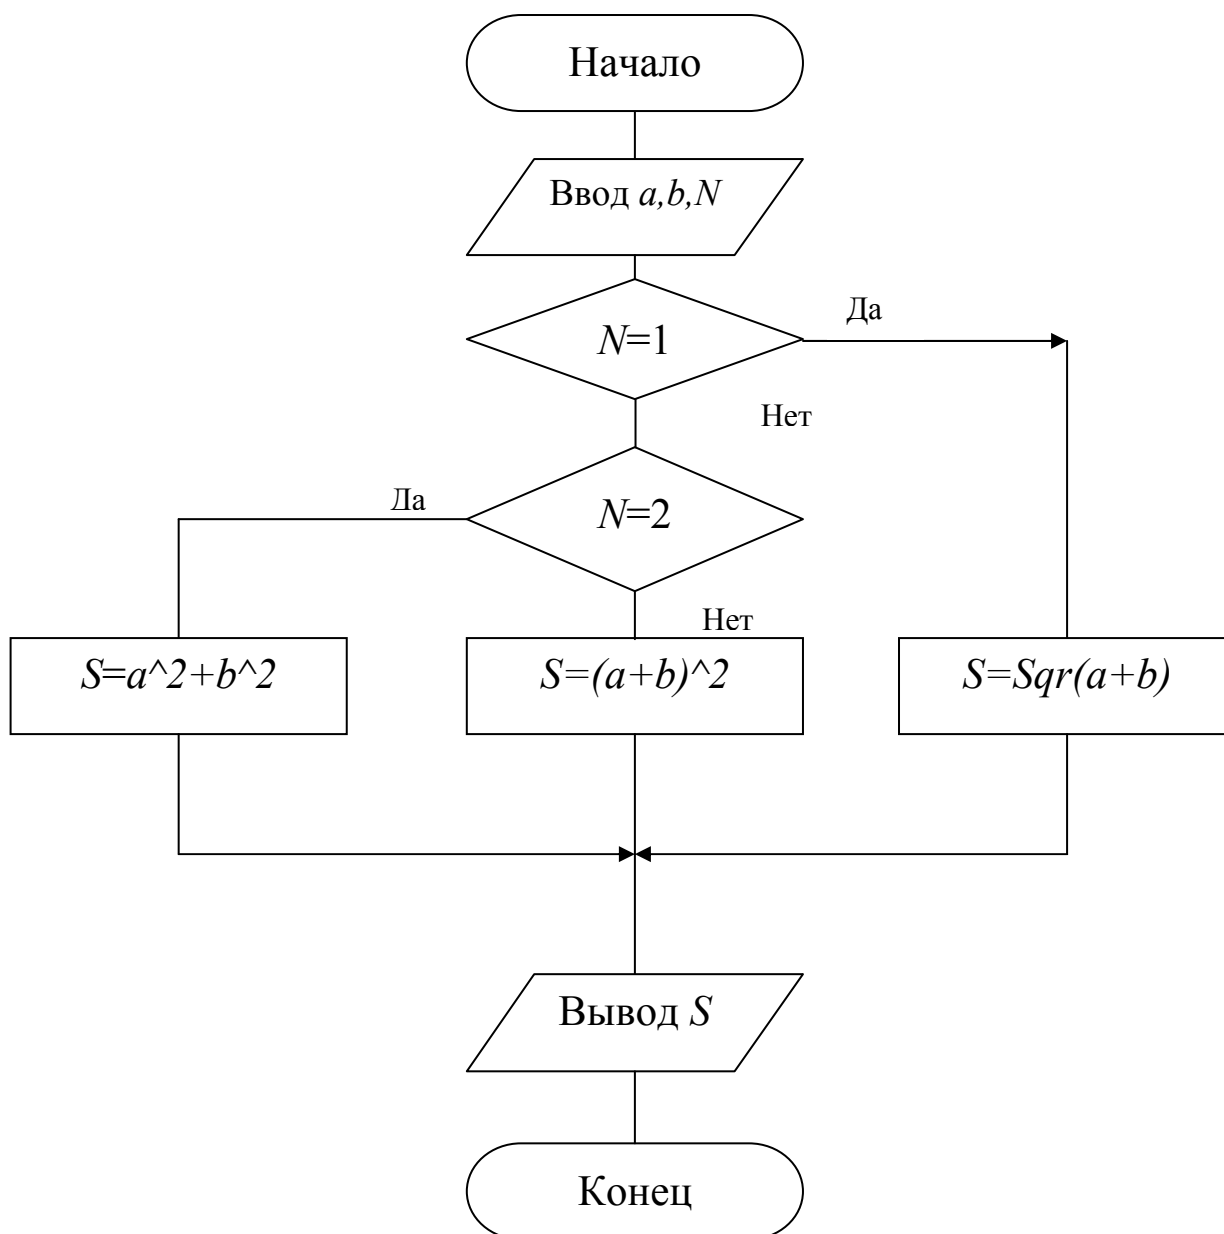 Начало
Ввод a,b,N
N=1
Да
Нет
N=2
Да
Нет
S=a^2+b^2
S=(a+b)^2
S=Sqr(a+b)
Вывод S
Конец